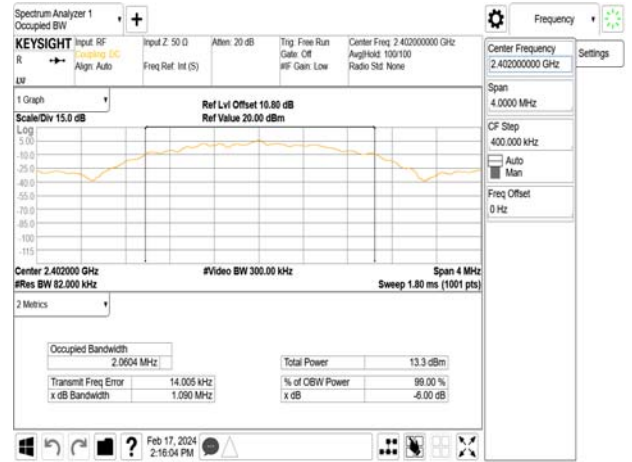 Spectrum Analyzer 1
Occupied BW
Frequency
KEYSIGHT
Input: RF
Coupling: DC
Align: Auto
Input Z: 50 Ω
Freq Ref: Int (S)
Atten: 20 dB
Trig: Free Run
Gate: Off
#IF Gain: Low
Center Freq: 2.402000000 GHz
Avg|Hold: 100/100
Radio Std: None
R
LU
Center Frequency
2.402000000 GHz
Settings
Span
4.0000 MHz
CF Step
400.000 kHz
Auto
Man
Freq Offset
0 Hz
1 Graph
Scale/Div 15.0 dB
Ref Lvl Offset 10.80 dB
Ref Value 20.00 dBm
Log
5.00
-10.0
-25.0
-40.0
-55.0
-70.0
-85.0
-100
-115
Center 2.402000 GHz
#Video BW 300.00 kHz
Span 4 MHz
#Res BW 82.000 kHz
Sweep 1.80 ms (1001 pts)
2 Metrics
Occupied Bandwidth
2.0604 MHz
Total Power 13.3 dBm
Transmit Freq Error 14.005 kHz
% of OBW Power 99.00 %
x dB Bandwidth 1.090 MHz
x dB -6.00 dB
Feb 17, 2024
2:16:04 PM